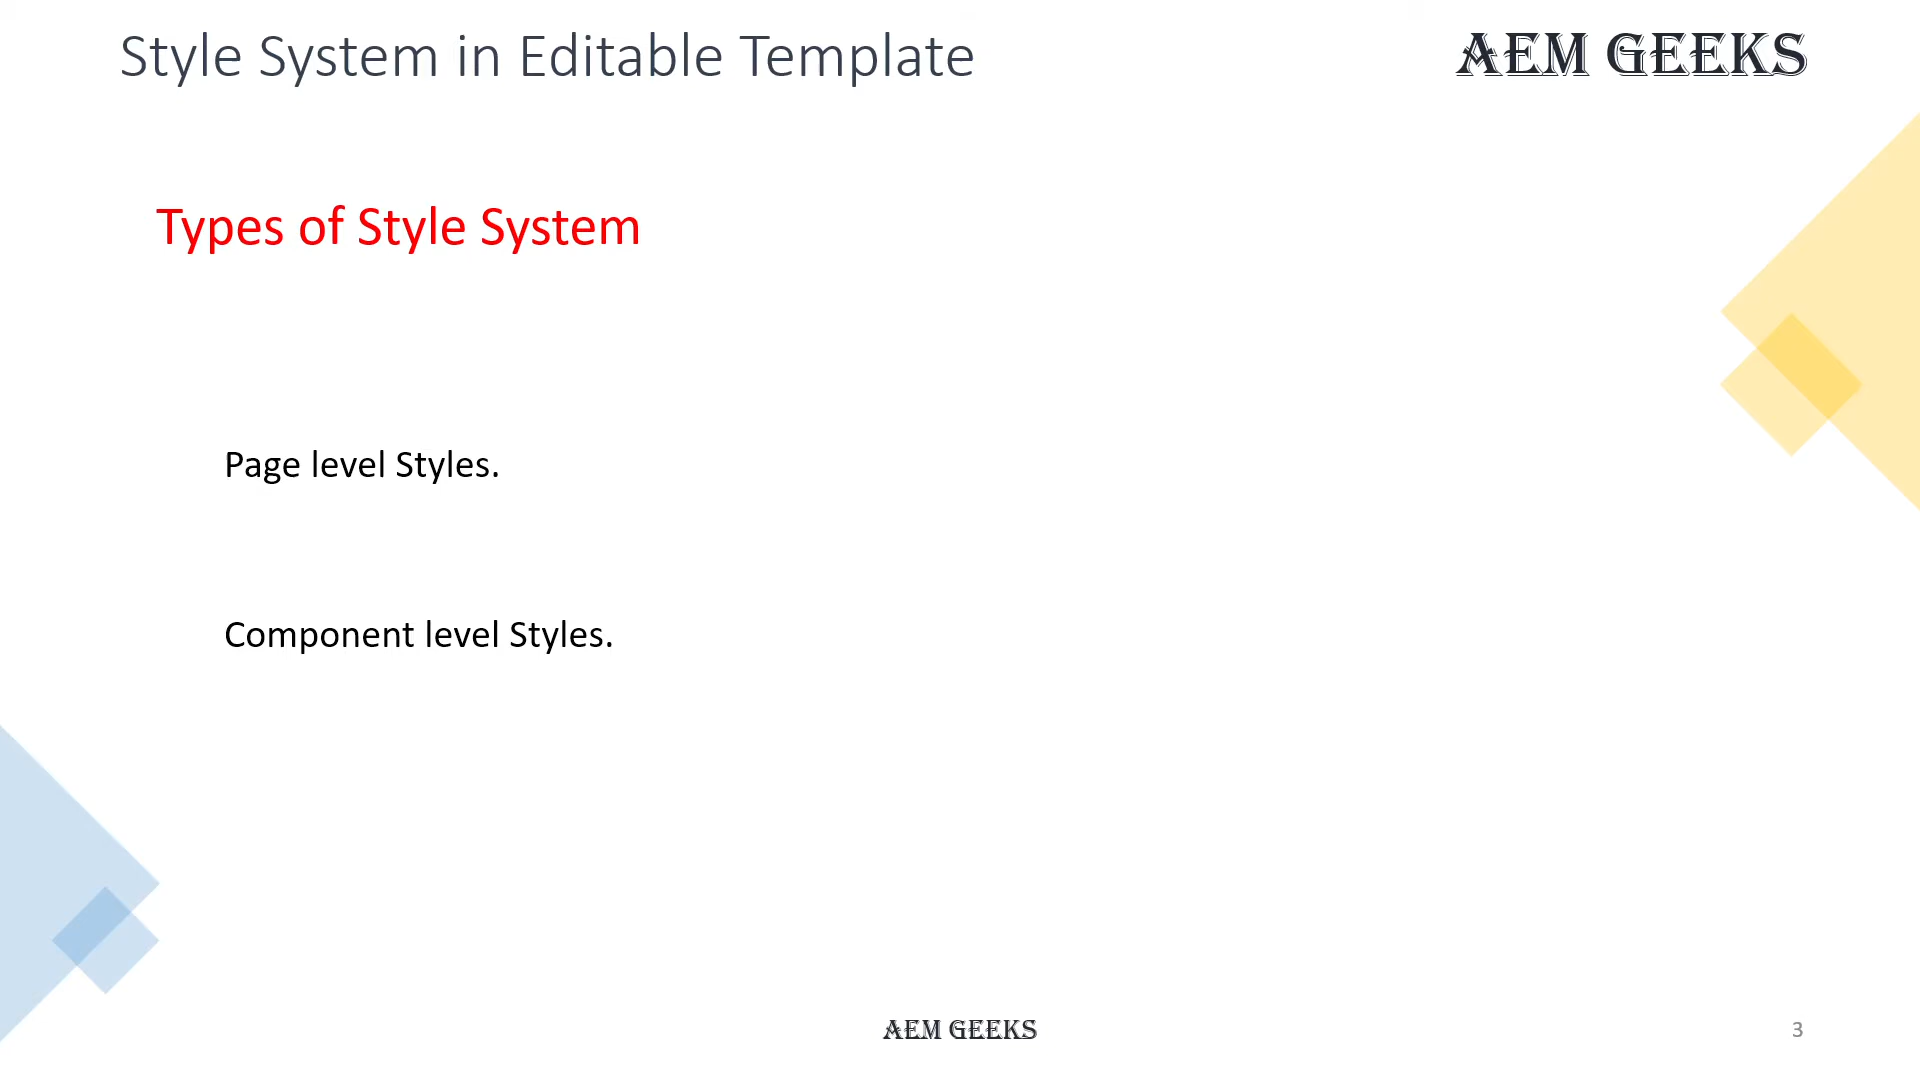 Style System in Editable Template
AEM GEEKS
Types of Style System
Page level Styles.
Component level Styles.
AEM GEEKS
3